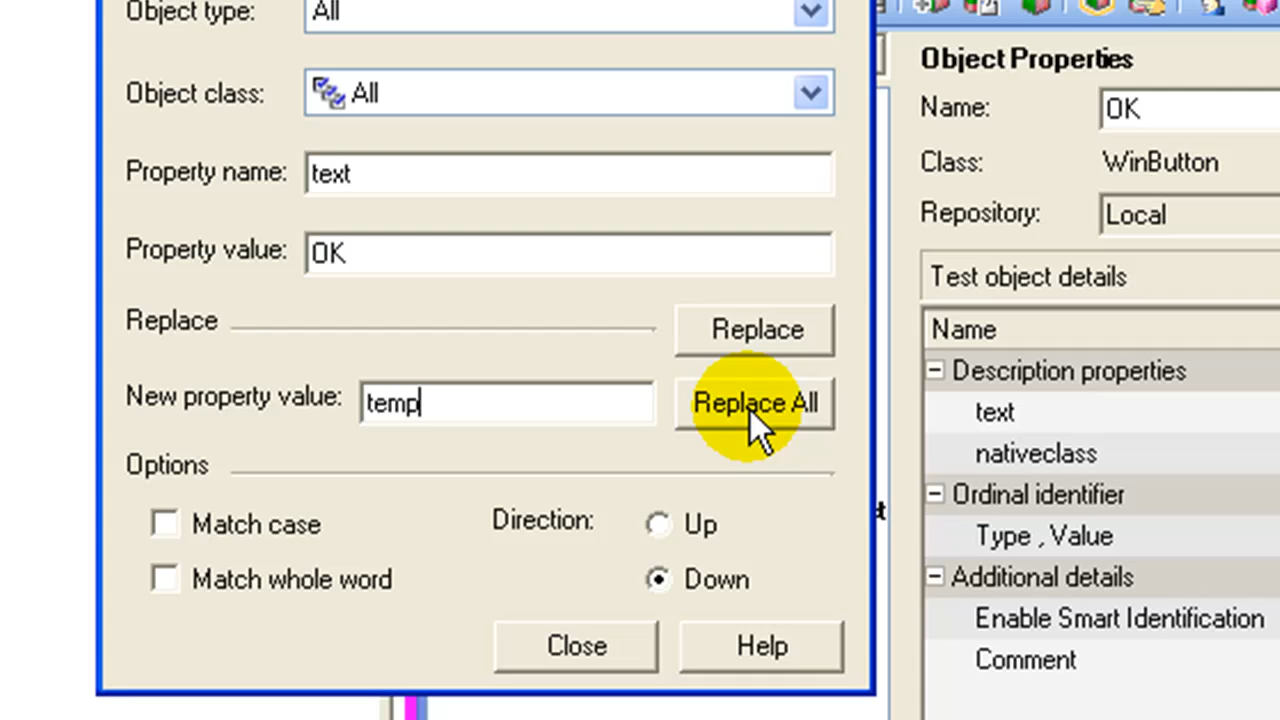 Object type: All
Object class: All
Property name: text
Property value: OK
Replace
Replace
New property value: temp
Replace All
Options
Match case
Direction:
Up
Match whole word
Down
Close
Help
Object Properties
Name: OK
Class: WinButton
Repository: Local
Test object details
Name
Description properties
text
nativeclass
Ordinal identifier
Type , Value
Additional details
Enable Smart Identification
Comment